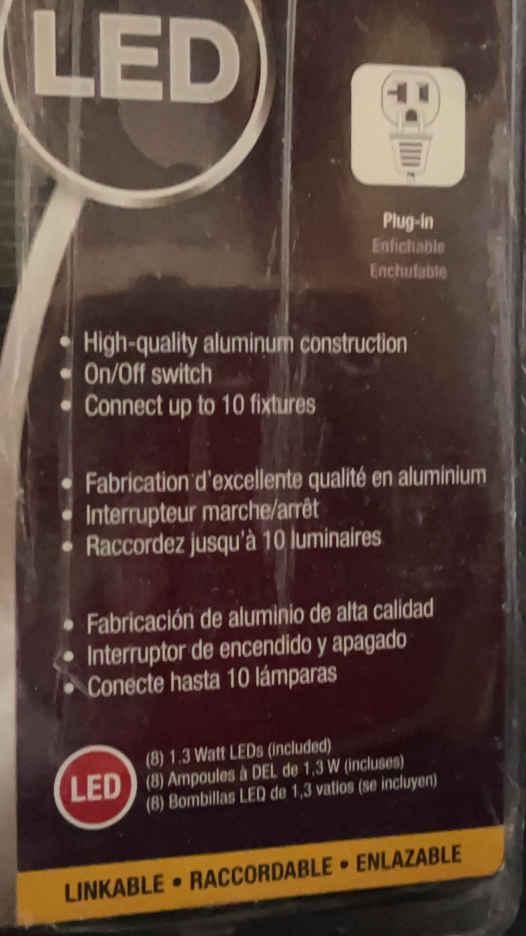 LED
Plug-in
Enfichable
Enchufable
• High-quality aluminum construction
• On/Off switch
• Connect up to 10 fixtures
• Fabrication d'excellente qualité en aluminium
• Interrupteur marche/arrêt
• Raccordez jusqu'à 10 luminaires
• Fabricación de aluminio de alta calidad
• Interruptor de encendido y apagado
• Conecte hasta 10 lámparas
LED
(8) 1.3 Watt LEDs (included)
(8) Ampoules à DEL de 1,3 W (incluses)
(8) Bombillas LED de 1,3 vatios (se incluyen)
LINKABLE • RACCORDABLE • ENLAZABLE